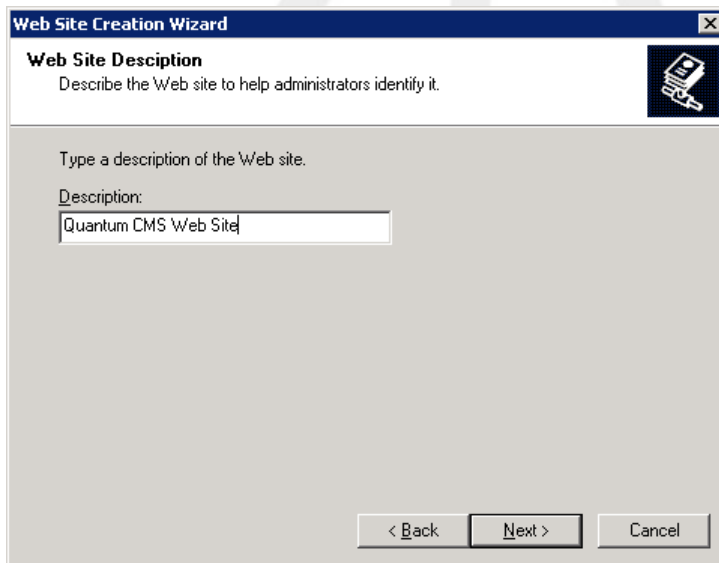 Web Site Creation Wizard
Web Site Desciption
Describe the Web site to help administrators identify it.
Type a description of the Web site.
Description:
Quantum CMS Web Site
< Back Next > Cancel